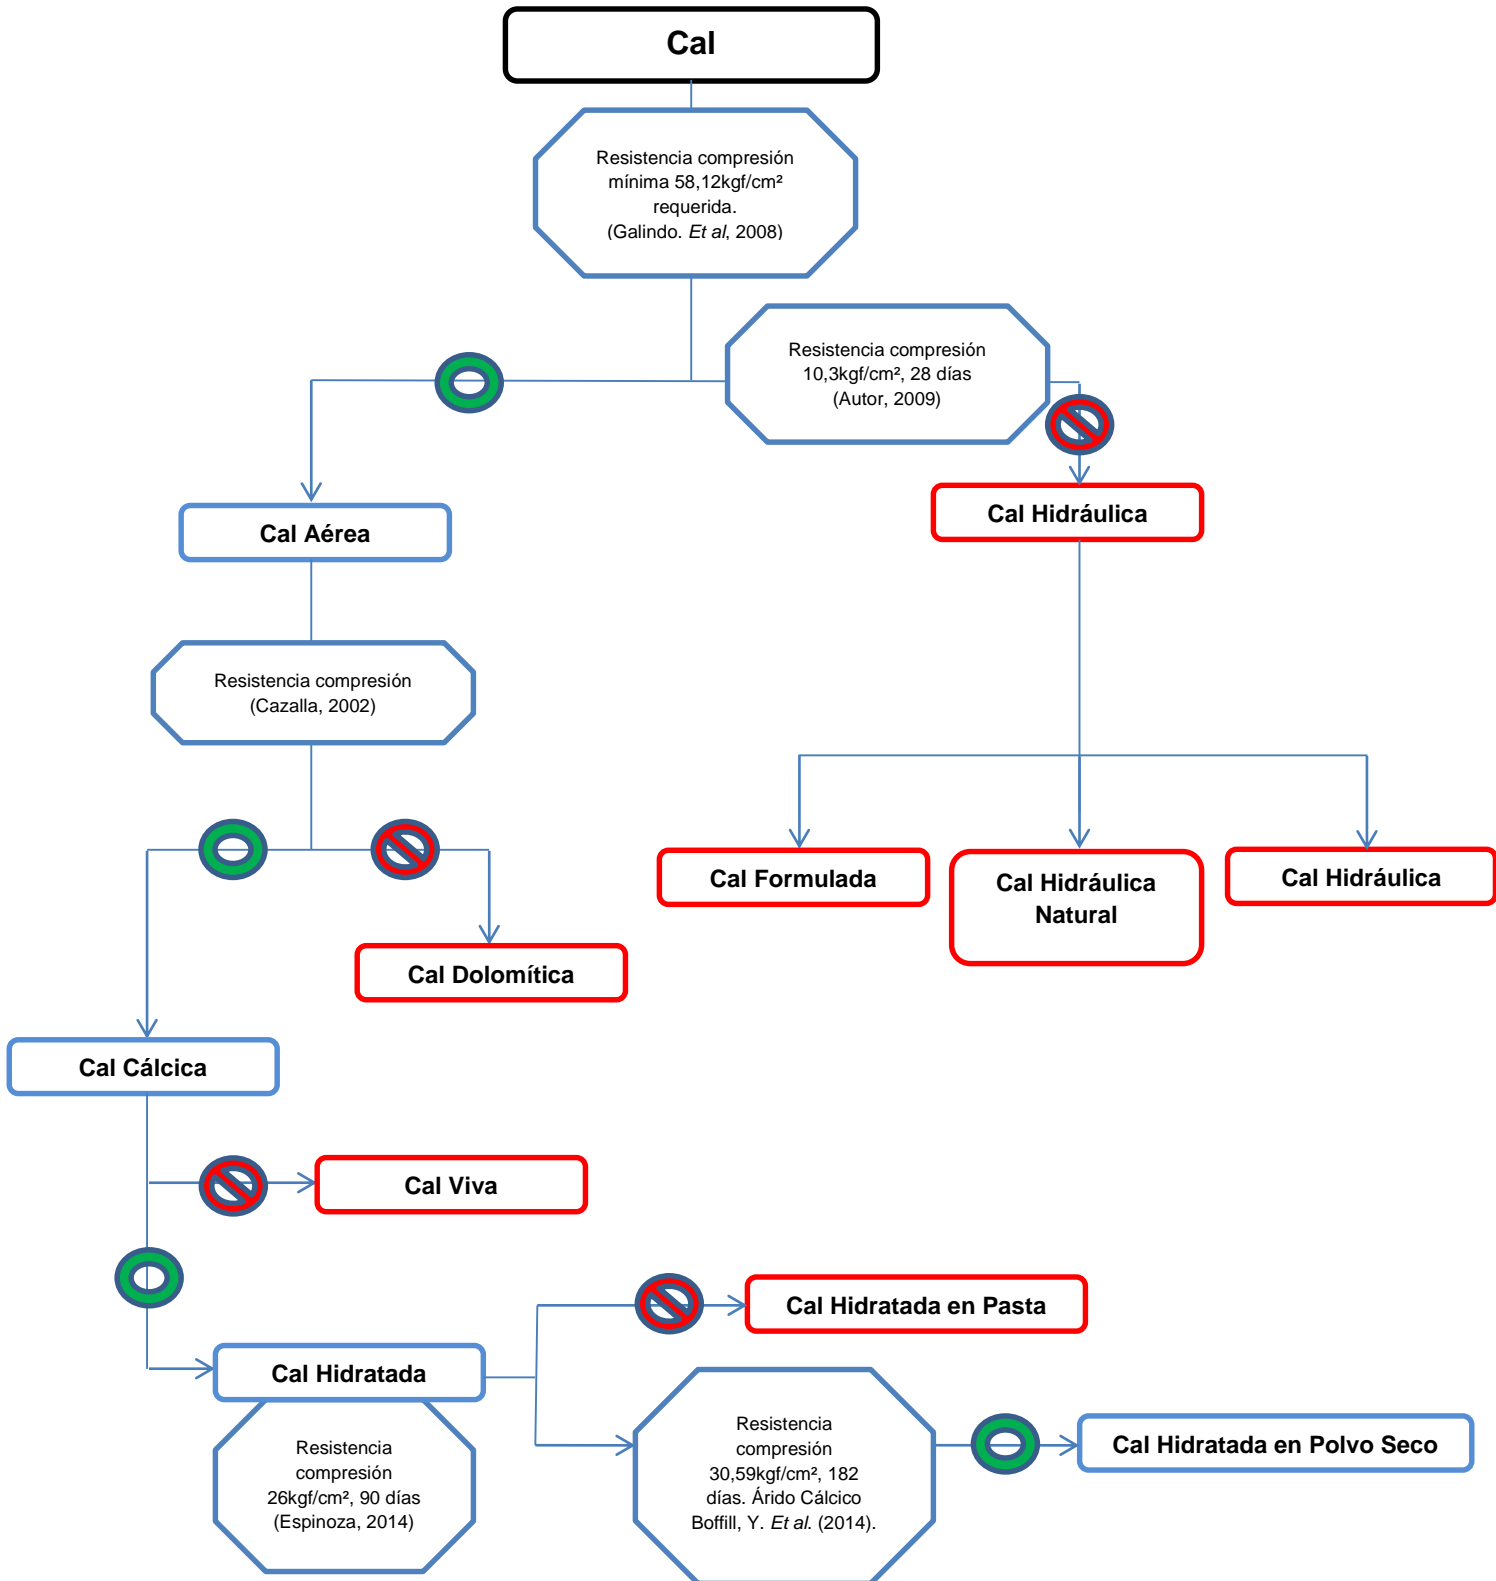 Cal
Resistencia compresión
mínima 58,12kgf/cm²
requerida.
(Galindo. Et al, 2008)
Resistencia compresión
10,3kgf/cm², 28 días
(Autor, 2009)
Cal Aérea
Cal Hidráulica
Resistencia compresión
(Cazalla, 2002)
Cal Formulada
Cal Hidráulica
Natural
Cal Hidráulica
Cal Dolomítica
Cal Cálcica
Cal Viva
Cal Hidratada en Pasta
Cal Hidratada
Resistencia
compresión
26kgf/cm², 90 días
(Espinoza, 2014)
Resistencia
compresión
30,59kgf/cm², 182
días. Árido Cálcico
Boffill, Y. Et al. (2014).
Cal Hidratada en Polvo Seco